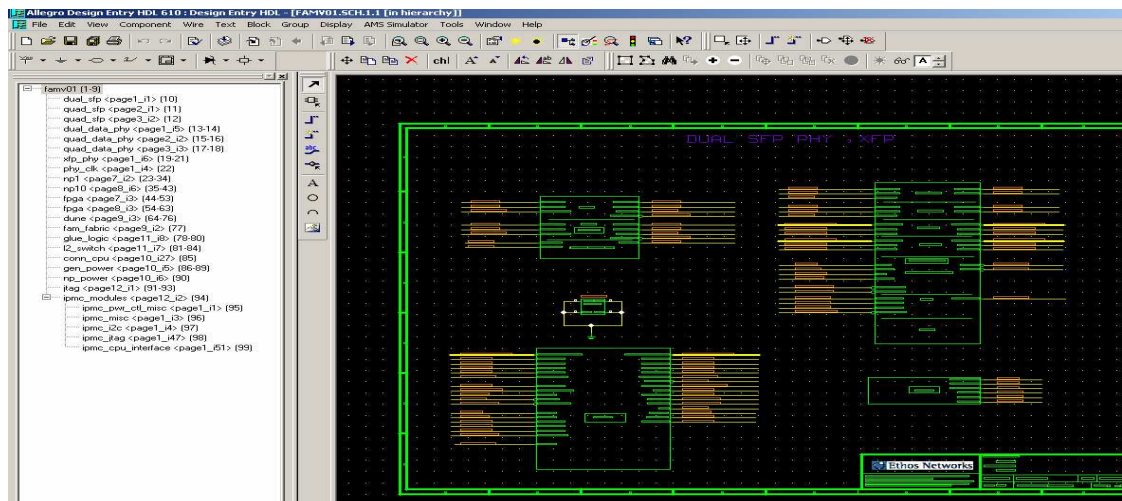 Allegro Design Entry HDL 610 : Design Entry HDL - [FAMV01.SCH.1.1 [in hierarchy]]
File Edit View Component Wire Text Block Group Display AMS Simulator Tools Window Help
chI A A
A
famv01 (1-9)
dual_sfp <page1_i1> (10)
quad_sfp <page2_i1> (11)
quad_sfp <page3_i2> (12)
dual_data_phy <page1_i5> (13-14)
quad_data_phy <page2_i2> (15-16)
quad_data_phy <page3_i3> (17-18)
xfp_phy <page1_i6> (19-21)
phy_clk <page1_i4> (22)
np1 <page7_i2> (23-34)
np10 <page8_i6> (35-43)
fpga <page7_i3> (44-53)
fpga <page8_i3> (54-63)
dune <page9_i3> (64-76)
fam_fabric <page9_i2> (77)
glue_logic <page11_i8> (78-80)
l2_switch <page11_i7> (81-84)
conn_cpu <page10_i27> (85)
gen_power <page10_i5> (86-89)
np_power <page10_i6> (90)
jtag <page12_i1> (91-93)
ipmc_modules <page12_i2> (94)
ipmc_pwr_ctl_misc <page1_i1> (95)
ipmc_misc <page1_i3> (96)
ipmc_i2c <page1_i4> (97)
ipmc_jtag <page1_i47> (98)
ipmc_cpu_interface <page1_i51> (99)
abc
A
DUAL SFP PHY , XFP
Ethos Networks